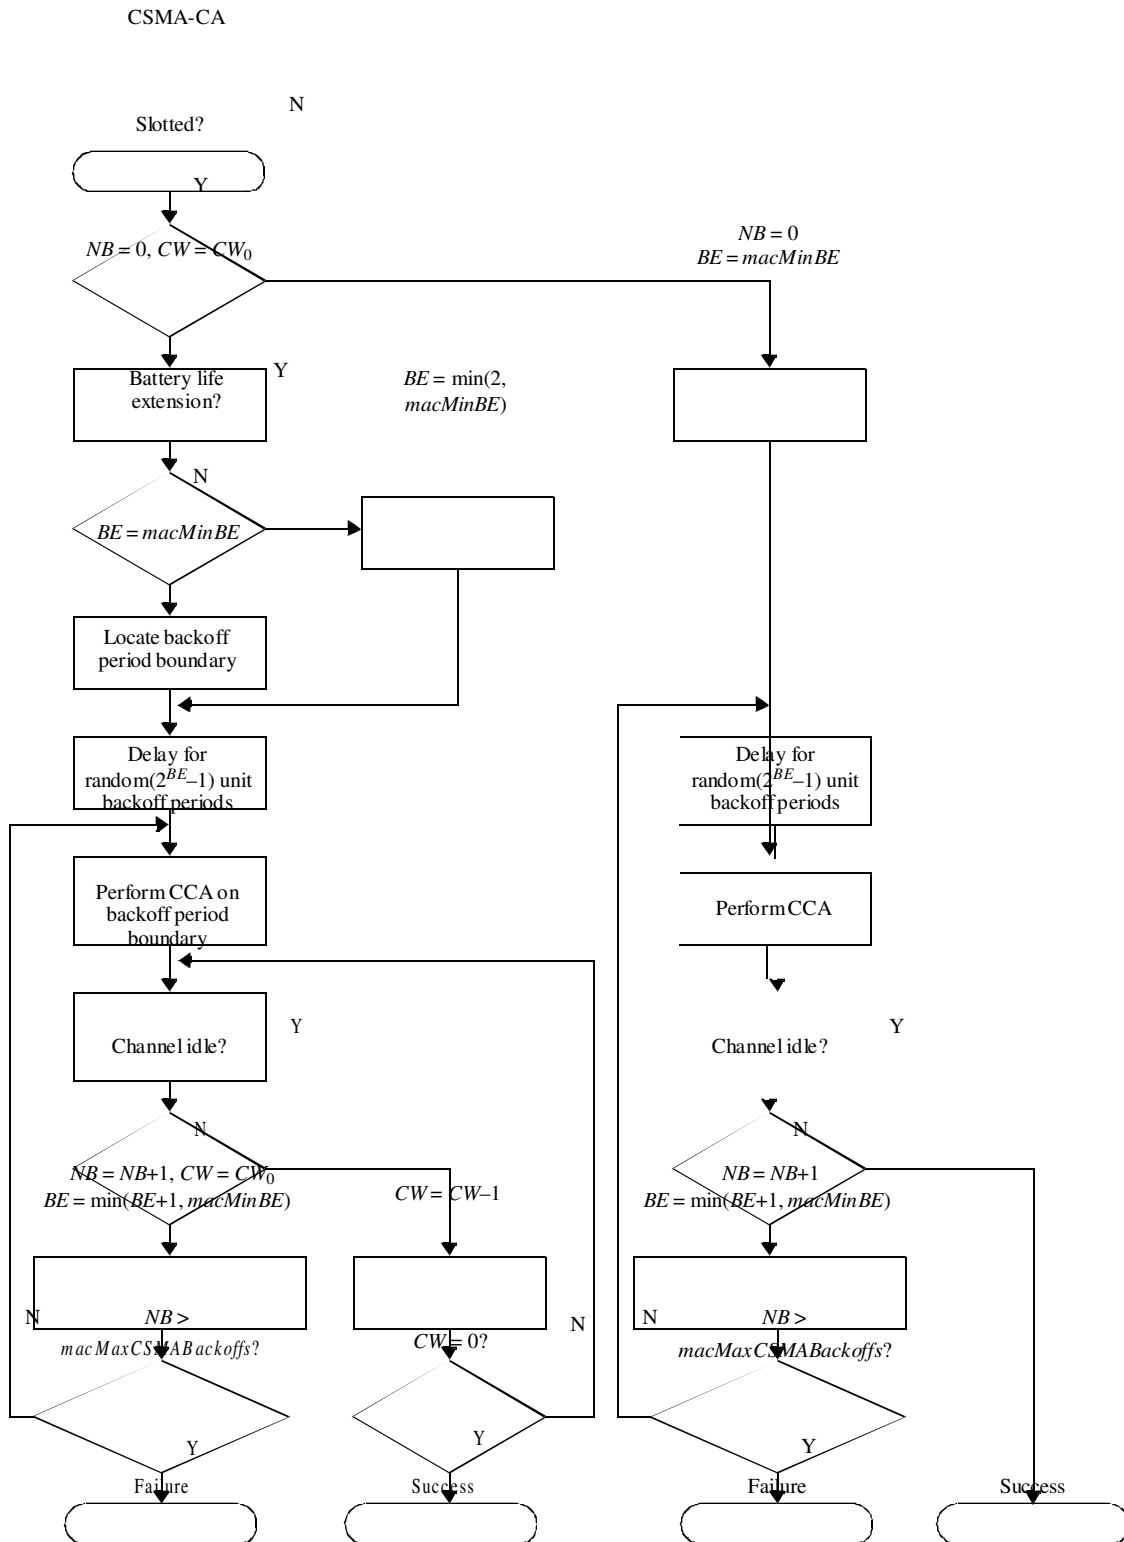 CSMA-CA
N
Slotted?
Y
NB = 0, CW = CW0
NB = 0
BE = macMinBE
Battery life
extension?
Y
BE = min(2,
macMinBE)
N
BE = macMinBE
Locate backoff
period boundary
Delay for
random(2^BE–1) unit
backoff periods
Delay for
random(2^BE–1) unit
backoff periods
Perform CCA on
backoff period
boundary
Perform CCA
Y
Channel idle?
Y
Channel idle?
N
NB = NB+1, CW = CW0
BE = min(BE+1, macMinBE)
CW = CW–1
N
NB = NB+1
BE = min(BE+1, macMinBE)
N
NB >
macMaxCSMABackoffs?
N
CW = 0?
N
NB >
macMaxCSMABackoffs?
Y
Y
Y
Failure
Success
Failure
Success